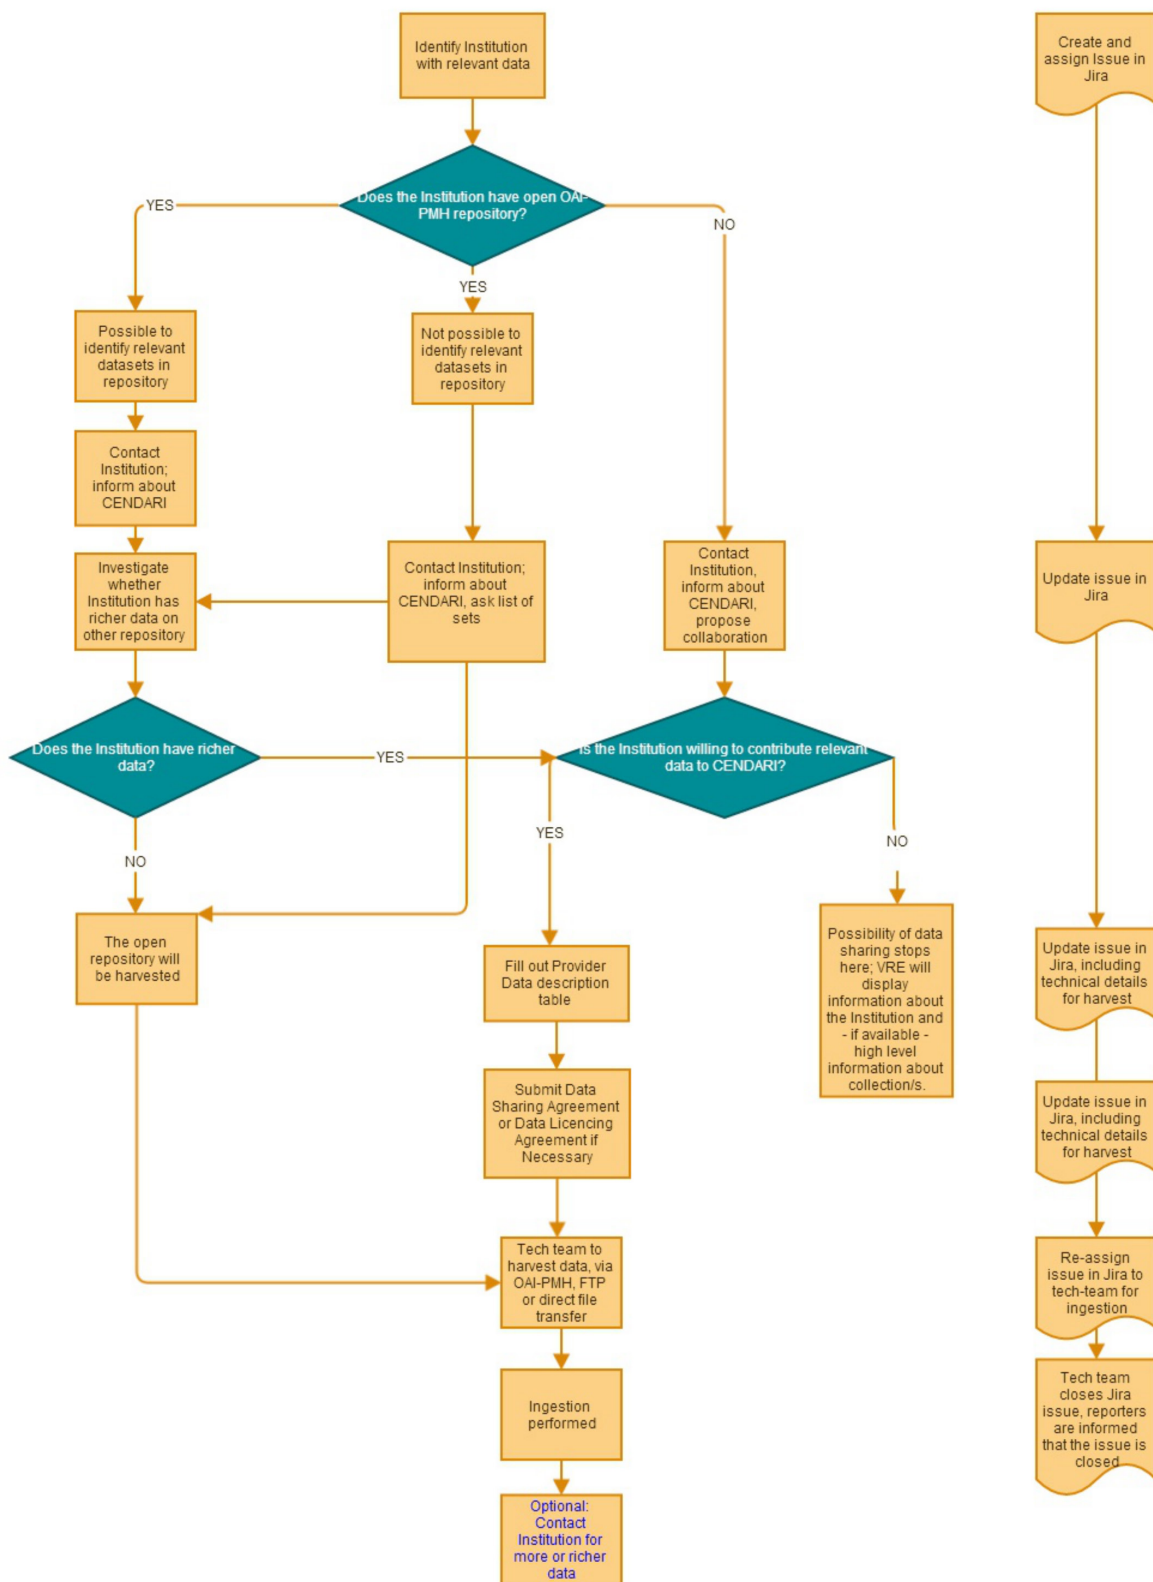 Identify Institution
with relevant data
Create and
assign Issue in
Jira
Does the Institution have open OAI-
PMH repository?
YES
NO
YES
Possible to
identify relevant
datasets in
repository
Not possible to
identify relevant
datasets in
repository
Contact
Institution;
inform about
CENDARI
Investigate
whether
Institution has
richer data on
other repository
Contact Institution;
inform about
CENDARI, ask list of
sets
Contact
Institution,
inform about
CENDARI,
propose
collaboration
Update issue in
Jira
Does the Institution have richer
data?
YES
Is the Institution willing to contribute relevant
data to CENDARI?
YES
NO
NO
The open
repository will
be harvested
Fill out Provider
Data description
table
Possibility of data
sharing stops
here; VRE will
display
information about
the Institution and
- if available -
high level
information about
collection/s.
Update issue in
Jira, including
technical details
for harvest
Submit Data
Sharing Agreement
or Data Licencing
Agreement if
Necessary
Update issue in
Jira, including
technical details
for harvest
Tech team to
harvest data, via
OAI-PMH, FTP
or direct file
transfer
Re-assign
issue in Jira to
tech-team for
ingestion
Ingestion
performed
Tech team
closes Jira
issue, reporters
are informed
that the issue is
closed
Optional:
Contact
Institution for
more or richer
data